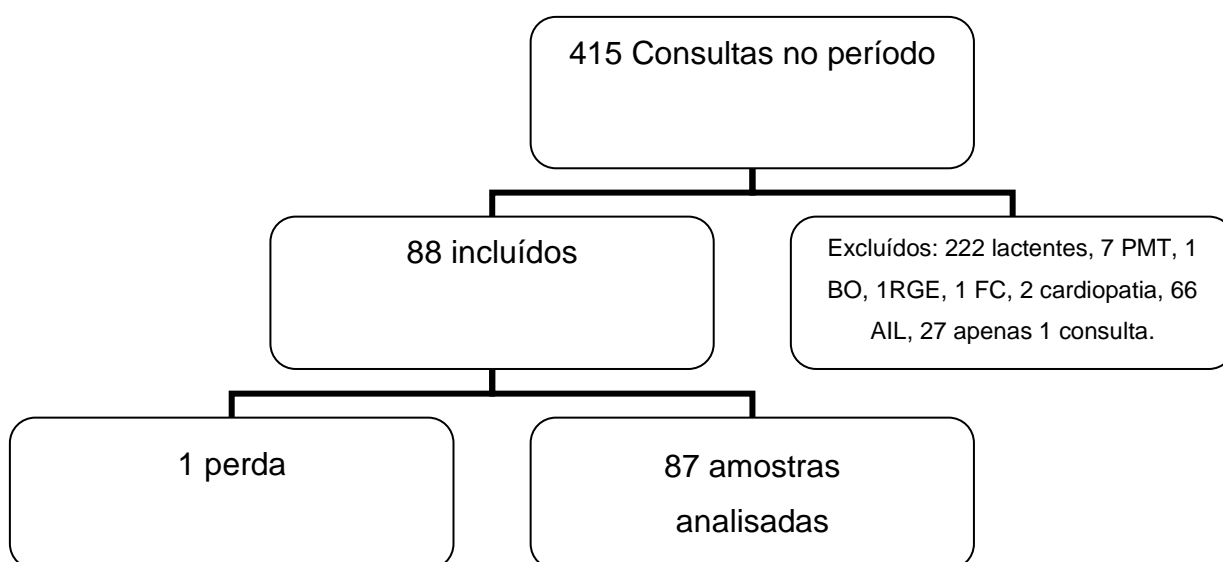 415 Consultas no período
88 incluídos
Excluídos: 222 lactentes, 7 PMT, 1
BO, 1RGE, 1 FC, 2 cardiopatia, 66
AIL, 27 apenas 1 consulta.
1 perda
87 amostras
analisadas